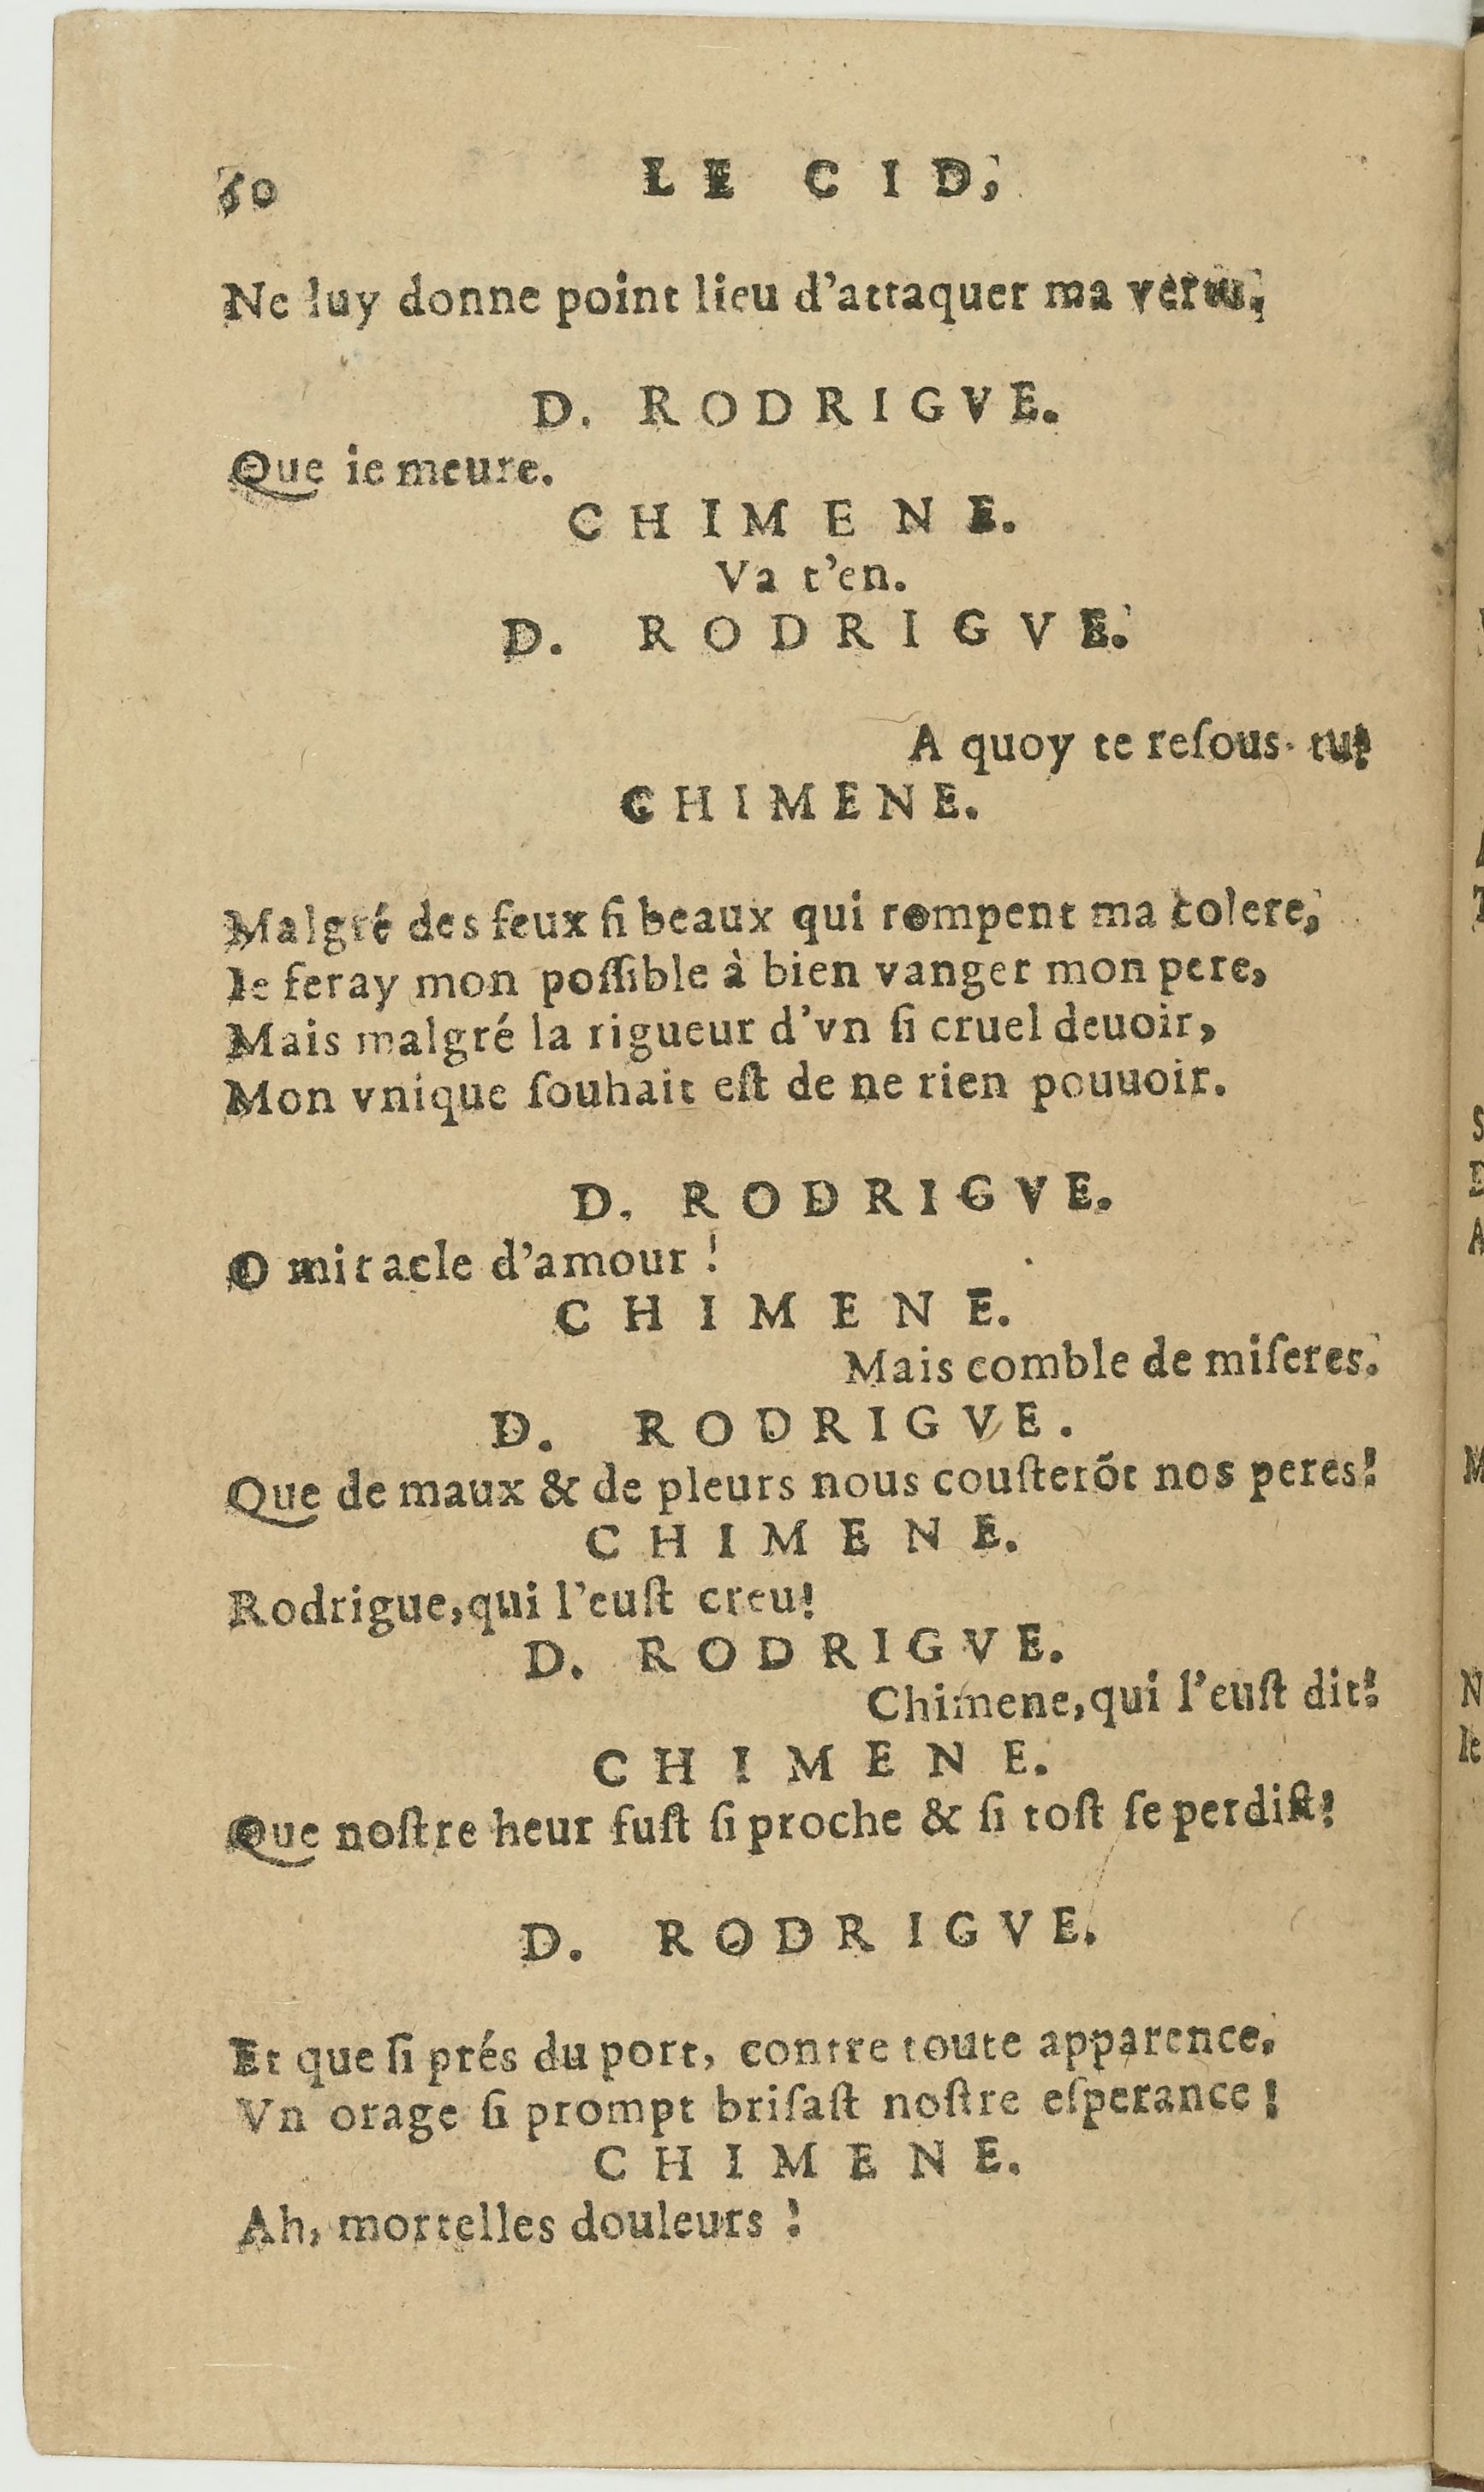 60 LE CID,
Ne luy donne point lieu d'attaquer ma vertu,
D. RODRIGVE.
Que ie meure.
CHIMENE.
Va t'en.
D. RODRIGVE.
A quoy te reſous-tu?
CHIMENE.
Malgré des feux ſi beaux qui rompent ma colere,
Ie feray mon poſſible à bien vanger mon pere,
Mais malgré la rigueur d'vn ſi cruel deuoir,
Mon vnique ſouhait eſt de ne rien pouuoir.
D. RODRIGVE.
O miracle d'amour !
CHIMENE.
Mais comble de miſeres.
D. RODRIGVE.
Que de maux & de pleurs nous couſterõt nos peres!
CHIMENE.
Rodrigue,qui l'euſt creu!
D. RODRIGVE.
Chimene,qui l'euſt dit!
CHIMENE.
Que noſtre heur fuſt ſi proche & ſi toſt ſe perdiſt!
D. RODRIGVE.
Et que ſi prés du port, contre toute apparence,
Vn orage ſi prompt briſaſt noſtre eſperance !
CHIMENE.
Ah, mortelles douleurs !